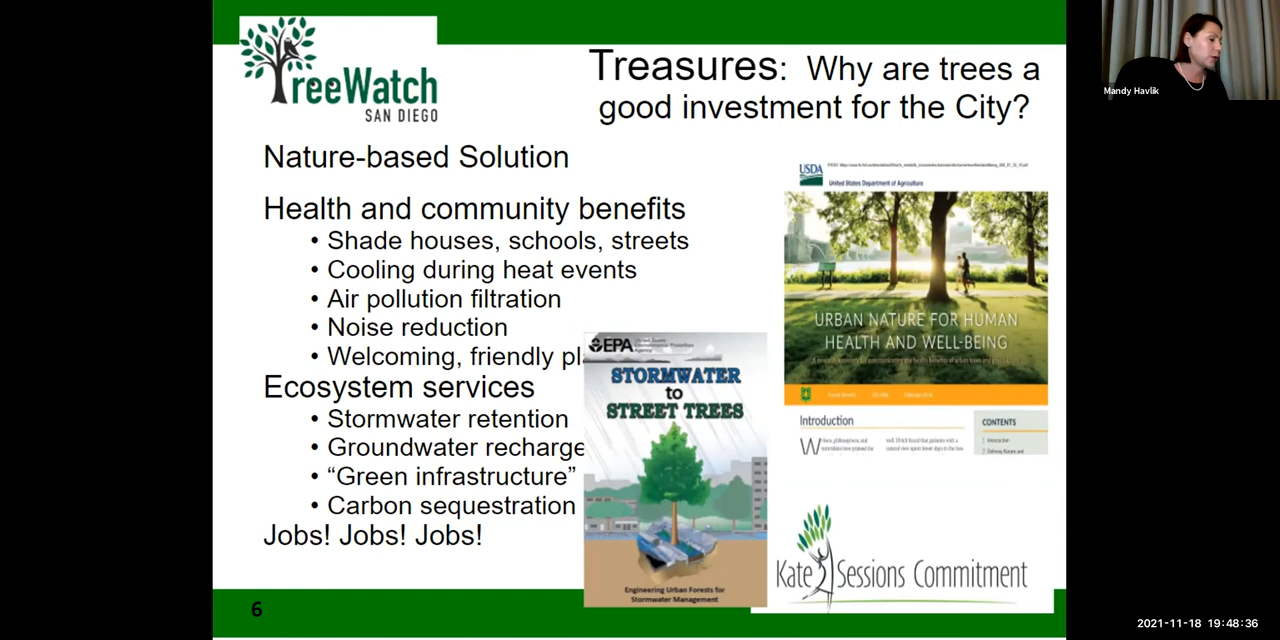 TreeWatch
SAN DIEGO
Treasures: Why are trees a
good investment for the City?
Nature-based Solution
Health and community benefits
• Shade houses, schools, streets
• Cooling during heat events
• Air pollution filtration
• Noise reduction
• Welcoming, friendly pl
Ecosystem services
• Stormwater retention
• Groundwater recharge
• “Green infrastructure”
• Carbon sequestration
Jobs! Jobs! Jobs!
6
EPA
STORMWATER
to
STREET TREES
Engineering Urban Forests for
Stormwater Management
USDA
United States Department of Agriculture
URBAN NATURE FOR HUMAN
HEALTH AND WELL-BEING
Introduction
CONTENTS
Kate Sessions Commitment
Mandy Havlik
2021-11-18 19:48:36